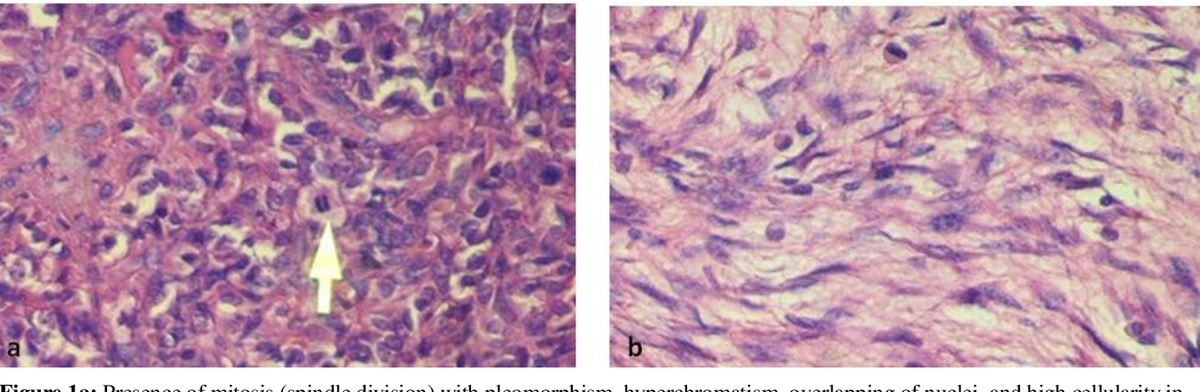 a
b
Figure 1a: Presence of mitosis (spindle division) with pleomorphism, hyperchromatism, overlapping of nuclei, and high cellularity in